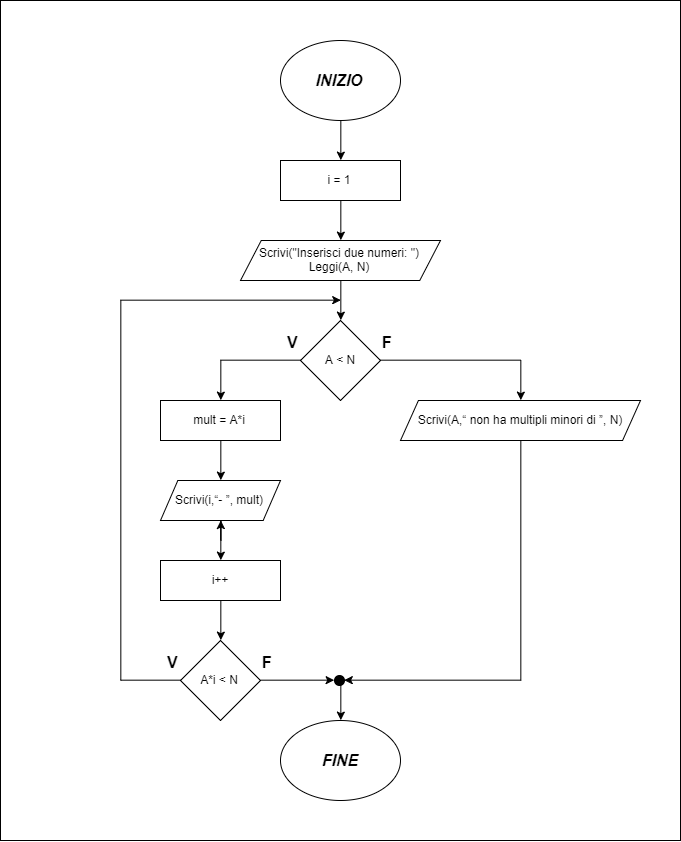 INIZIO
i = 1
Scrivi("Inserisci due numeri: ")
Leggi(A, N)
V
F
A < N
mult = A*i
Scrivi(A,“ non ha multipli minori di ”, N)
Scrivi(i,“- ”, mult)
i++
V
F
A*i < N
FINE